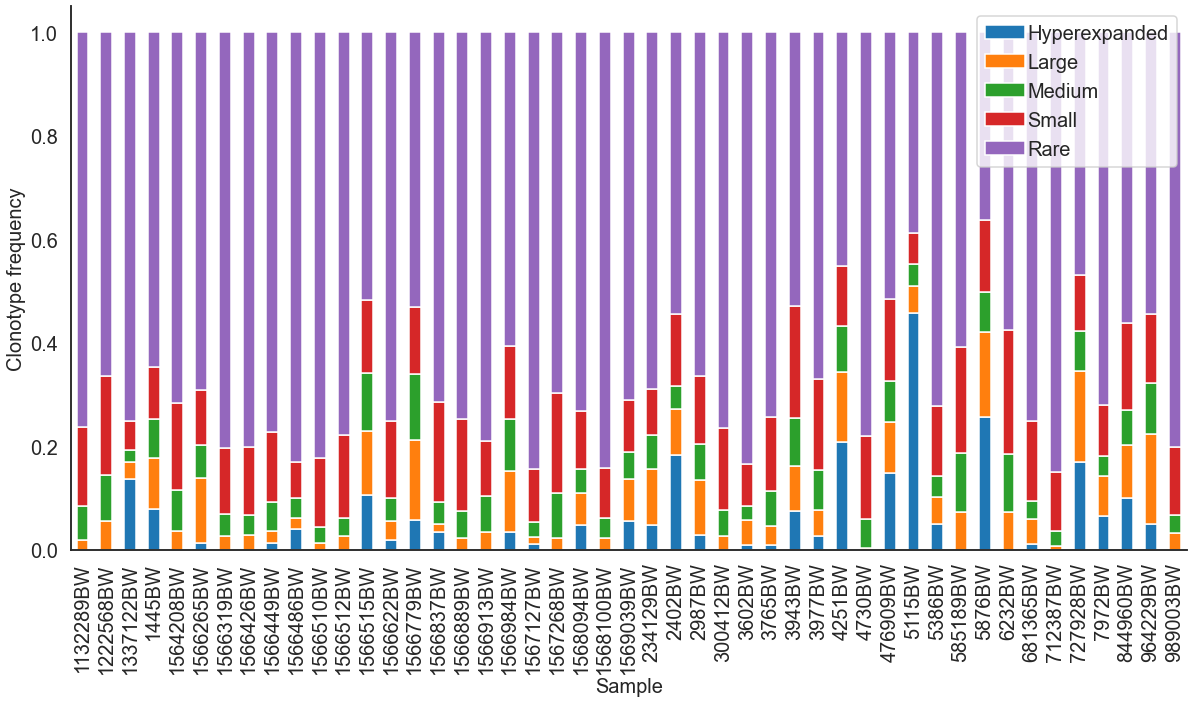 Hyperexpanded
Large
Medium
Small
Rare
Clonotype frequency
1.0
0.8
0.6
0.4
0.2
0.0
1132289BW
1222568BW
1337122BW
1445BW
1564208BW
1566265BW
1566319BW
1566426BW
1566449BW
1566486BW
1566510BW
1566512BW
1566515BW
1566622BW
1566779BW
1566837BW
1566889BW
1566913BW
1566984BW
1567127BW
1567268BW
1568094BW
1568100BW
1569039BW
234129BW
2402BW
2987BW
300412BW
3602BW
3765BW
3943BW
3977BW
4251BW
4730BW
476909BW
5115BW
5386BW
585189BW
5876BW
6232BW
681365BW
712387BW
727928BW
7972BW
844960BW
964229BW
989003BW
Sample